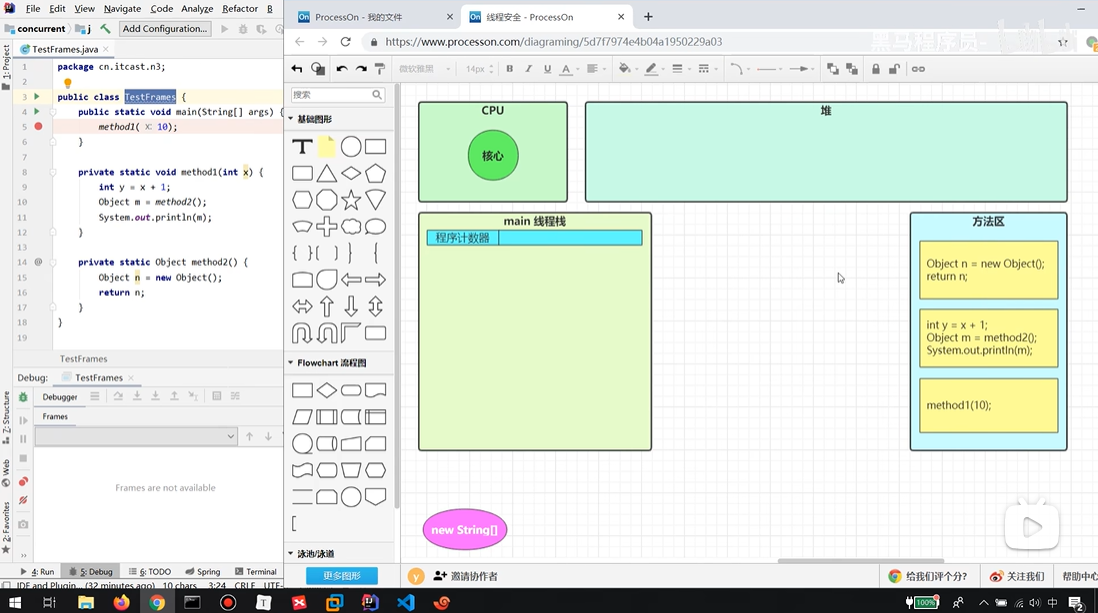 File Edit View Navigate Code Analyze Refactor B
concurrent
j
Add Configuration...
TestFrames.java
1: Project
1 package cn.itcast.n3;
2
3 public class TestFrames {
4 public static void main(String[] args) {
5 method1( x: 10);
6 }
7
8 private static void method1(int x) {
9 int y = x + 1;
10 Object m = method2();
11 System.out.println(m);
12 }
13
14 @ private static Object method2() {
15 Object n = new Object();
16 return n;
17 }
18 }
19
TestFrames
Debug: TestFrames
Debugger
Frames
Frames are not available
Z: Structure
Web
2: Favorites
4: Run 5: Debug 6: TODO Spring Terminal
IDE and Plugin... (32 minutes ago) 10 chars 3:24 CRLF UTF-
On ProcessOn - 我的文件
On 线程安全 - ProcessOn
https://www.processon.com/diagraming/5d7f7974e4b04a1950229a03
黑马程序员-
微软雅黑 14px B I U A
搜索
基础图形
T
Flowchart 流程图
泳池/泳道
更多图形
CPU
核心
堆
main 线程栈
程序计数器
方法区
Object n = new Object();
return n;
int y = x + 1;
Object m = method2();
System.out.println(m);
method1(10);
new String[]
y 邀请协作者
给我们评个分?
关注我们
帮助中心
T
100%
中
2